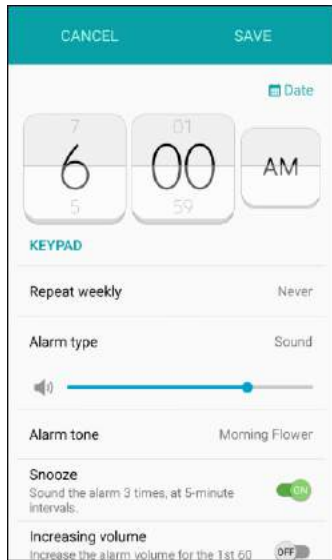 CANCEL SAVE
Date
7 01
6 00 AM
5 59
KEYPAD
Repeat weekly Never
Alarm type Sound
Alarm tone Morning Flower
Snooze
Sound the alarm 3 times, at 5-minute ON
intervals.
Increasing volume
Increase the alarm volume for the 1st 60 OFF